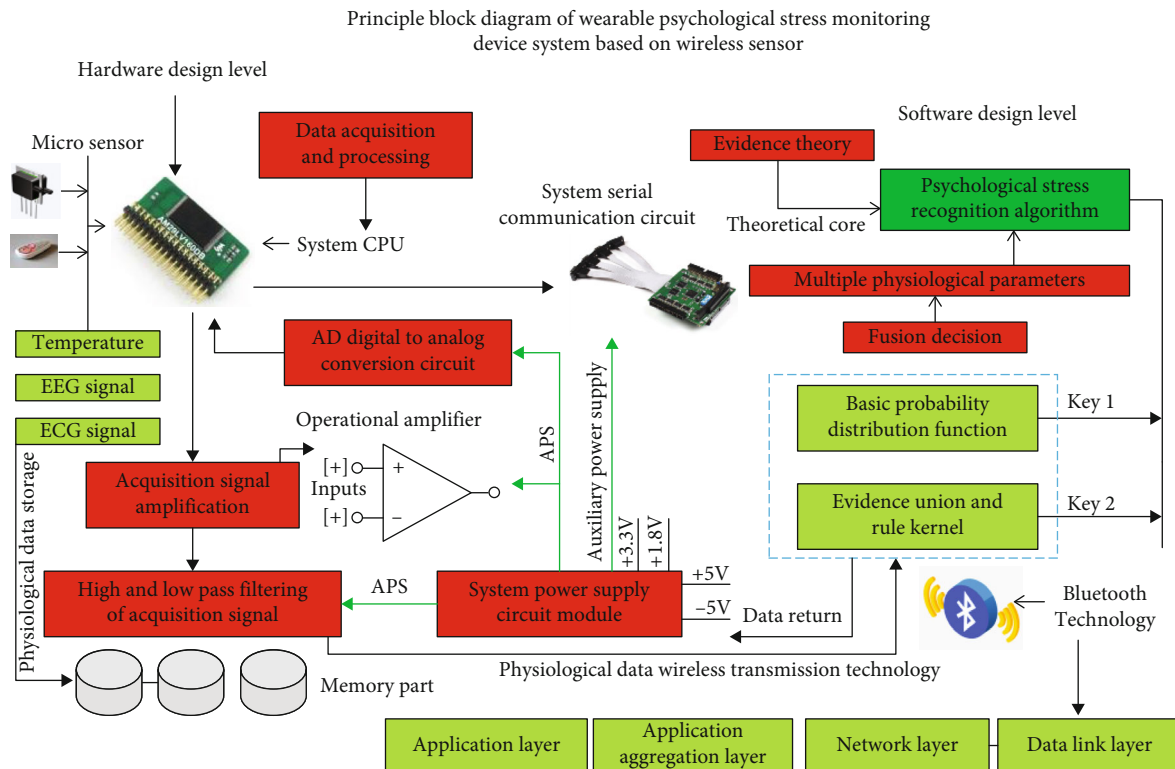 Principle block diagram of wearable psychological stress monitoring
device system based on wireless sensor
Hardware design level
Software design level
Micro sensor
Data acquisition
and processing
System CPU
System serial
communication circuit
Evidence theory
Theoretical core
Psychological stress
recognition algorithm
Multiple physiological parameters
Fusion decision
Temperature
EEG signal
ECG signal
AD digital to analog
conversion circuit
Operational amplifier
[+]
+
Inputs
[+]
−
APS
Auxiliary power supply
Basic probability
distribution function
Key 1
Evidence union and
rule kernel
Key 2
Acquisition signal
amplification
Physiological data storage
High and low pass filtering
of acquisition signal
APS
System power supply
circuit module
+3.3V
+1.8V
+5V
−5V
Data return
Bluetooth
Technology
Physiological data wireless transmission technology
Memory part
Application layer
Application
aggregation layer
Network layer
Data link layer